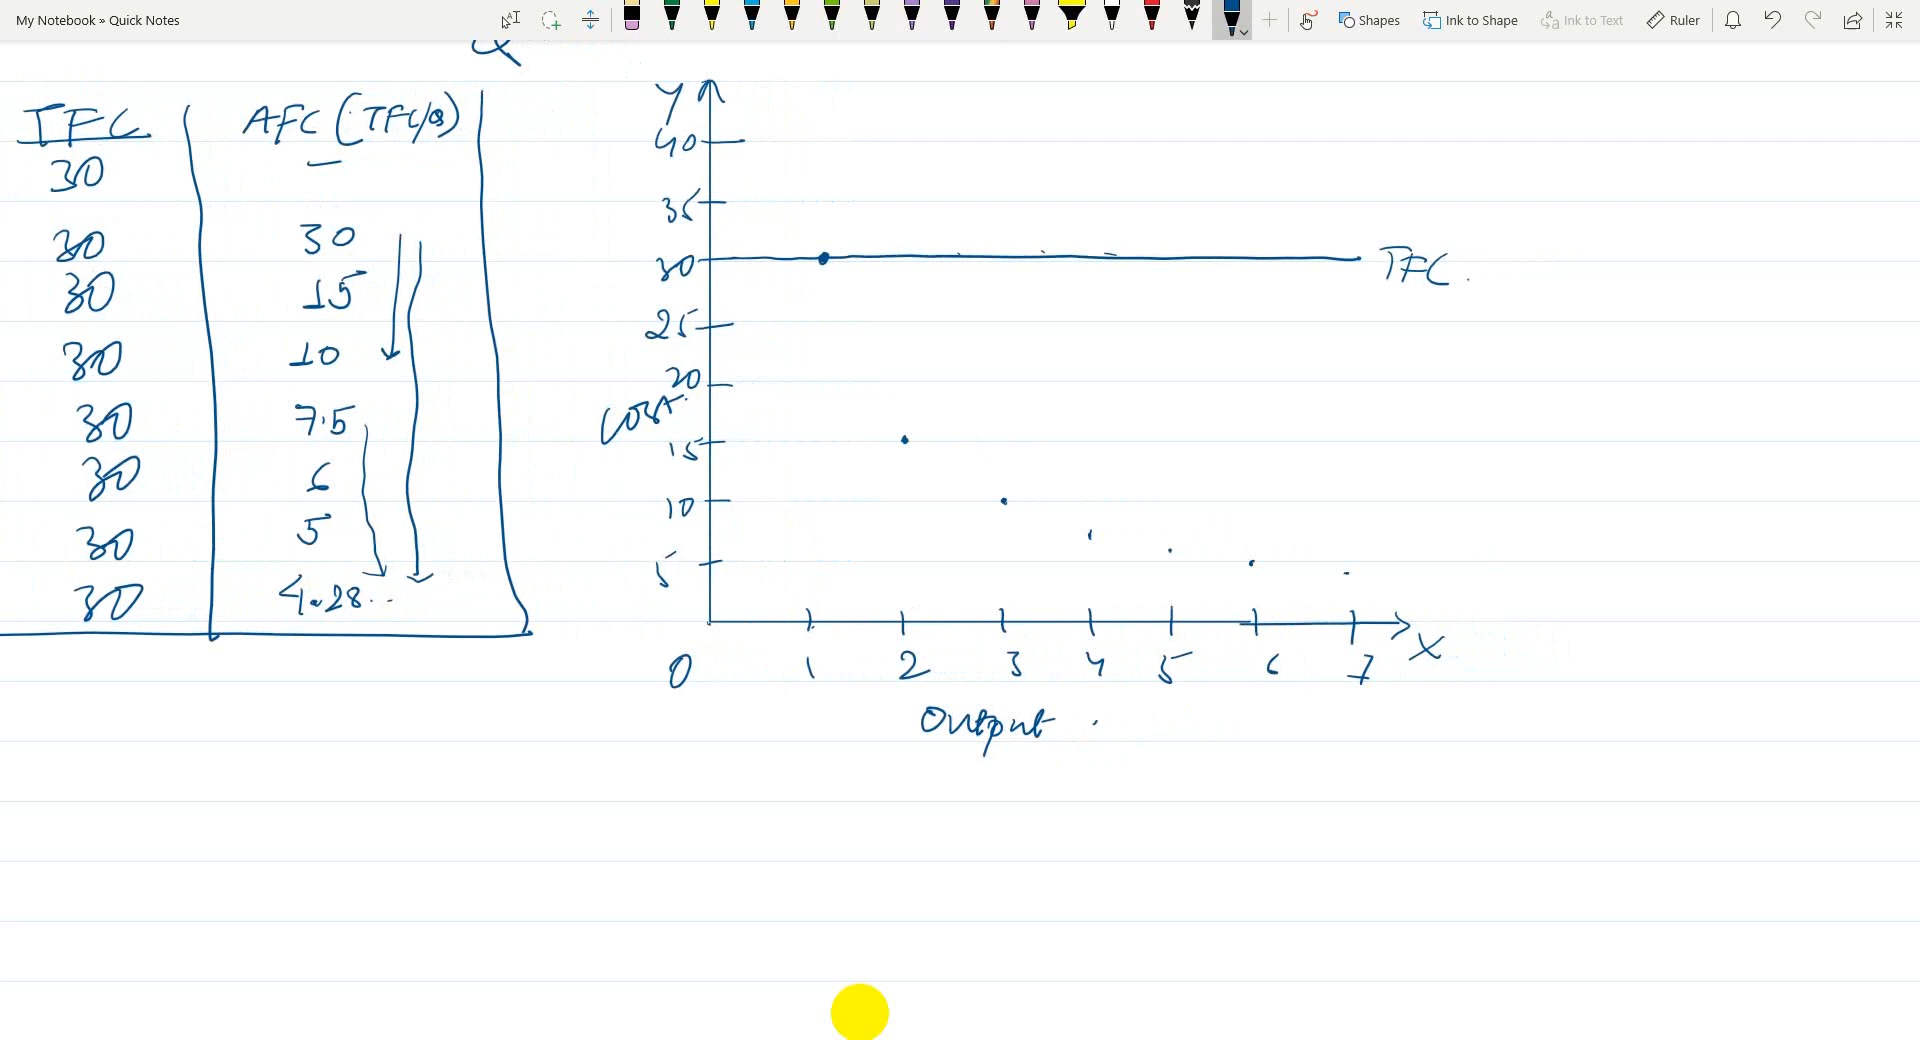 My Notebook » Quick Notes
Shapes
Ink to Shape
Ink to Text
Ruler
TFC
AFC (TFC/Q)
30
–
30
30
30
15
30
10
30
7.5
30
6
30
5
30
4.28...
Y
40
35
30
TFC.
25
20
Cost.
15
10
5
X
0 1 2 3 4 5 6 7
Output